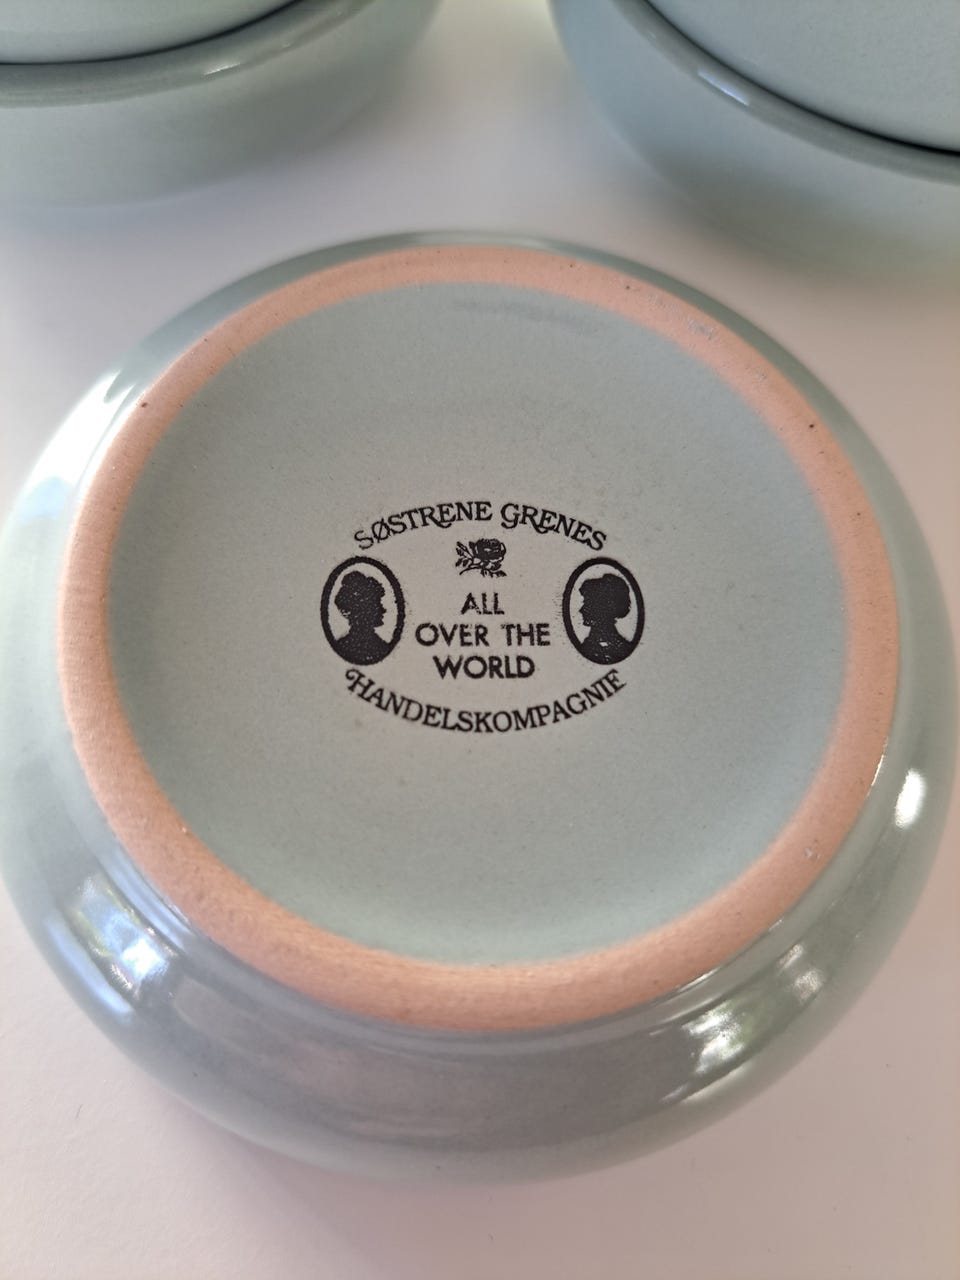 SØSTRENE GRENES
ALL
OVER THE
WORLD
HANDELSKOMPAGNIE